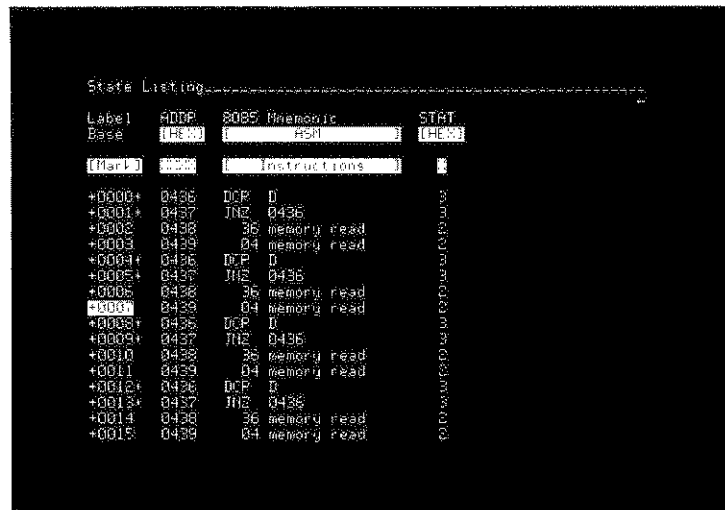 State Listing
Label ADDR 8085 Mnemonic STAT
Base [HEX] [ ASM ] [HEX]
[Mark] XXXX [ Instructions ] X
+0000+ 0436 DCR D 3
+0001+ 0437 JNZ 0436 3
+0002 0438 36 memory read 2
+0003 0439 04 memory read 2
+0004+ 0436 DCR D 3
+0005+ 0437 JNZ 0436 3
+0006 0438 36 memory read 2
+0007 0439 04 memory read 2
+0008+ 0436 DCR D 3
+0009+ 0437 JNZ 0436 3
+0010 0438 36 memory read 2
+0011 0439 04 memory read 2
+0012+ 0436 DCR D 3
+0013+ 0437 JNZ 0436 3
+0014 0438 36 memory read 2
+0015 0439 04 memory read 2